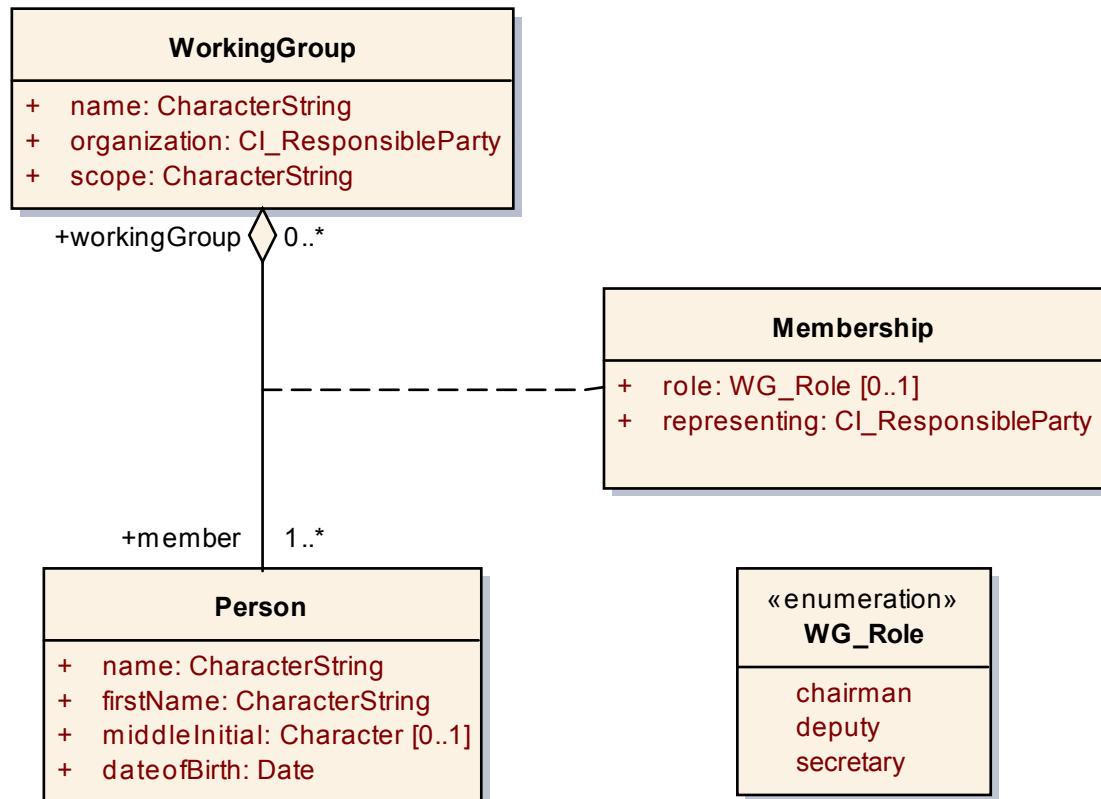 WorkingGroup
+ name: CharacterString
+ organization: CI_ResponsibleParty
+ scope: CharacterString
+workingGroup 0..*
Membership
+ role: WG_Role [0..1]
+ representing: CI_ResponsibleParty
+member 1..*
Person
+ name: CharacterString
+ firstName: CharacterString
+ middleInitial: Character [0..1]
+ dateofBirth: Date
«enumeration»
WG_Role
chairman
deputy
secretary